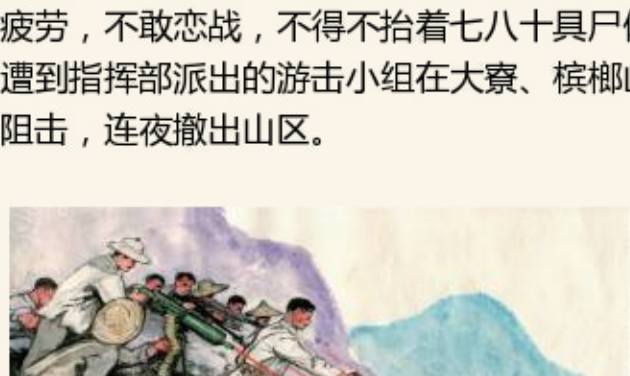 疲劳，不敢恋战，不得不抬着七八十具尸
遭到指挥部派出的游击小组在大寮、槟榔
阻击，连夜撤出山区。